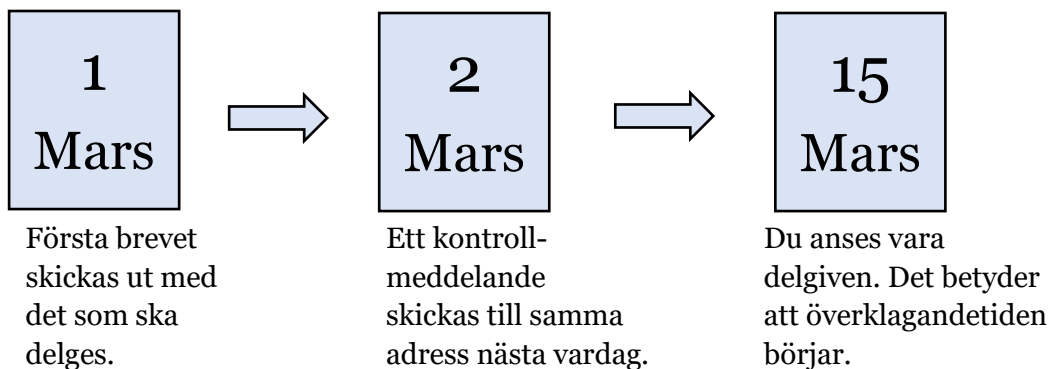 1
Mars
Första brevet
skickas ut med
det som ska
delges.
2
Mars
Ett kontroll-
meddelande
skickas till samma
adress nästa vardag.
15
Mars
Du anses vara
delgiven. Det betyder
att överklagandetiden
börjar.